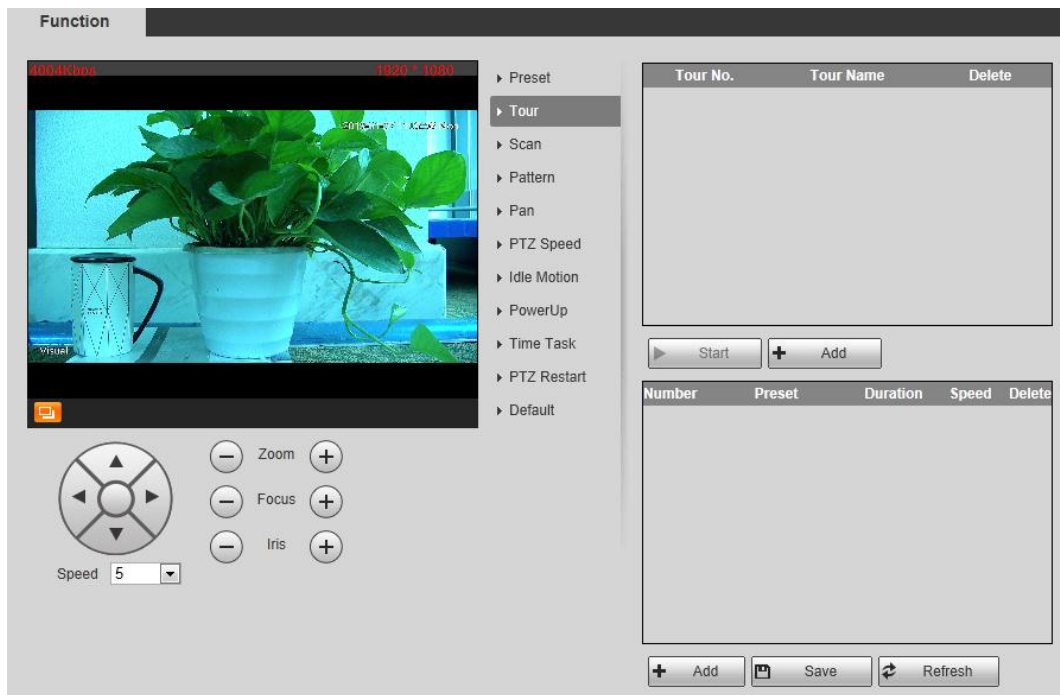 Function
4004Kbps 1920 * 1080
Visual
Zoom
Focus
Iris
Speed 5
Preset
Tour
Scan
Pattern
Pan
PTZ Speed
Idle Motion
PowerUp
Time Task
PTZ Restart
Default
Tour No. Tour Name Delete
Start Add
Number Preset Duration Speed Delete
Add Save Refresh